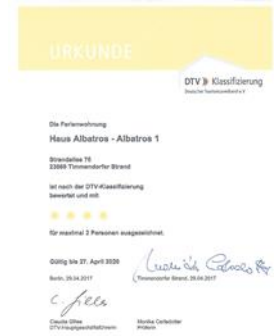 URKUNDE
DTV Klassifizierung
Deutscher Tourismusverband e.V.
Die Ferienwohnung
Haus Albatros - Albatros 1
Strandallee 76
23669 Timmendorfer Strand
ist nach der DTV-Klassifizierung
bewertet und mit
für maximal 2 Personen ausgezeichnet.
Gültig bis 27. April 2020
Berlin, 28.04.2017
Timmendorfer Strand, 28.04.2017
C. Gilles
Claudia Gilles
DTV-Hauptgeschäftsführerin
Monika
Prüferin